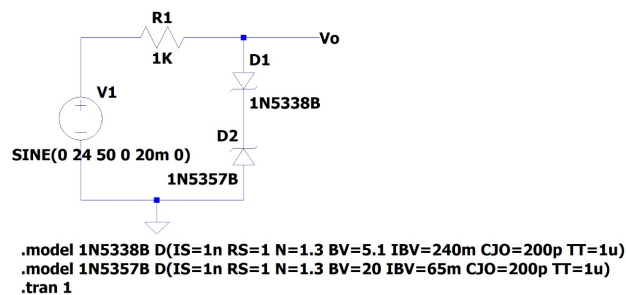 R1
1K
Vo
D1
1N5338B
V1
D2
SINE(0 24 50 0 20m 0)
1N5357B
.model 1N5338B D(IS=1n RS=1 N=1.3 BV=5.1 IBV=240m CJO=200p TT=1u)
.model 1N5357B D(IS=1n RS=1 N=1.3 BV=20 IBV=65m CJO=200p TT=1u)
.tran 1